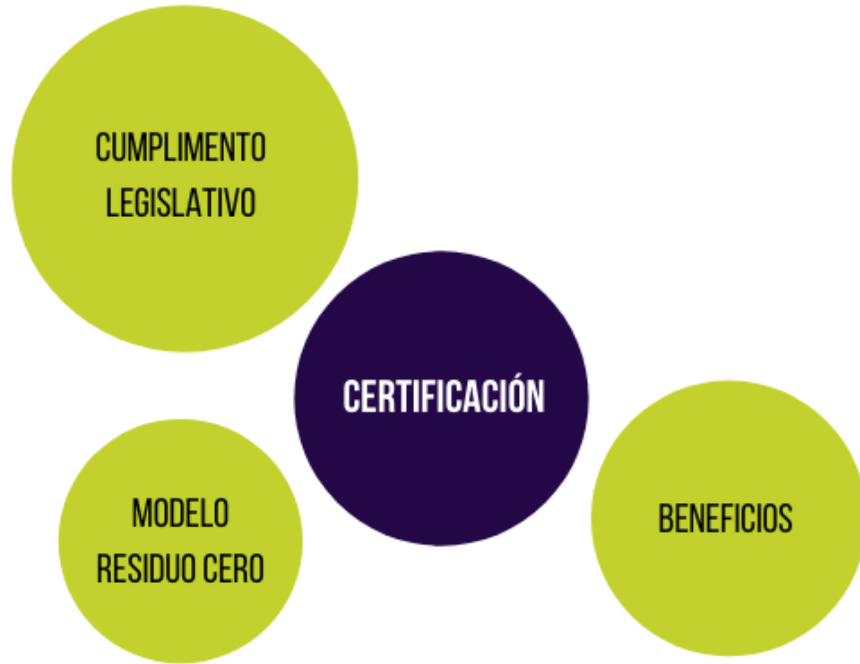 CUMPLIMENTO
LEGISLATIVO
CERTIFICACIÓN
MODELO
RESIDUO CERO
BENEFICIOS